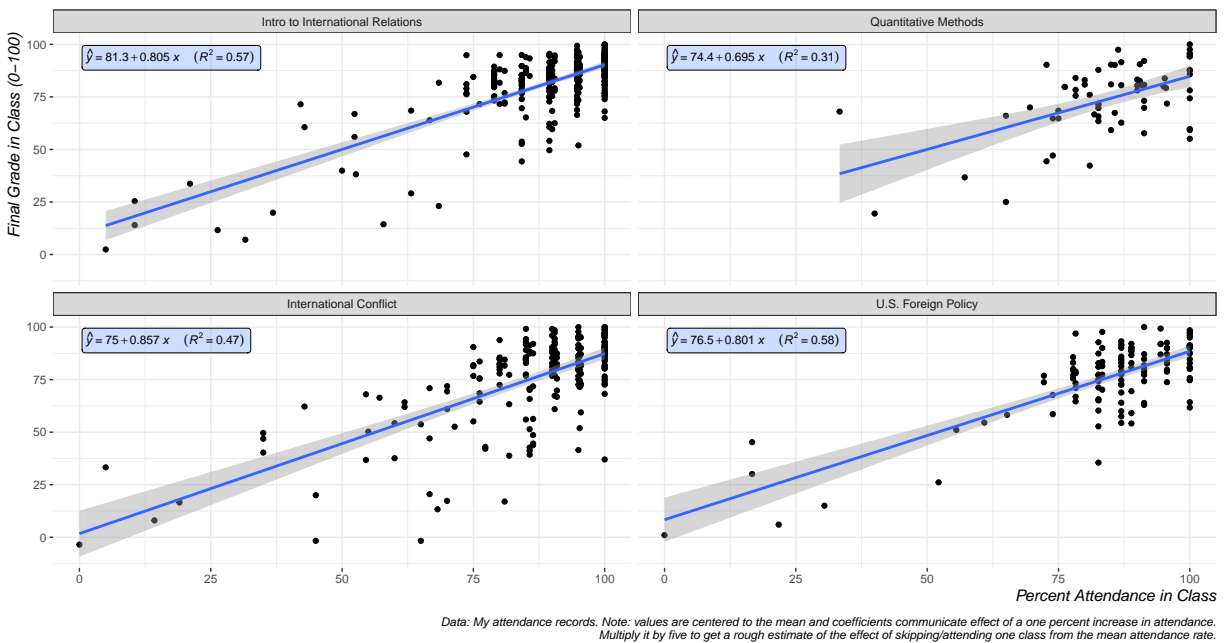 Intro to International Relations
Quantitative Methods
ŷ = 81.3 + 0.805 x (R² = 0.57)
ŷ = 74.4 + 0.695 x (R² = 0.31)
100
75
50
25
0
Final Grade in Class (0–100)
International Conflict
U.S. Foreign Policy
ŷ = 75 + 0.857 x (R² = 0.47)
ŷ = 76.5 + 0.801 x (R² = 0.58)
100
75
50
25
0
0 25 50 75 100
0 25 50 75 100
Percent Attendance in Class
Data: My attendance records. Note: values are centered to the mean and coefficients communicate effect of a one percent increase in attendance.
Multiply it by five to get a rough estimate of the effect of skipping/attending one class from the mean attendance rate.